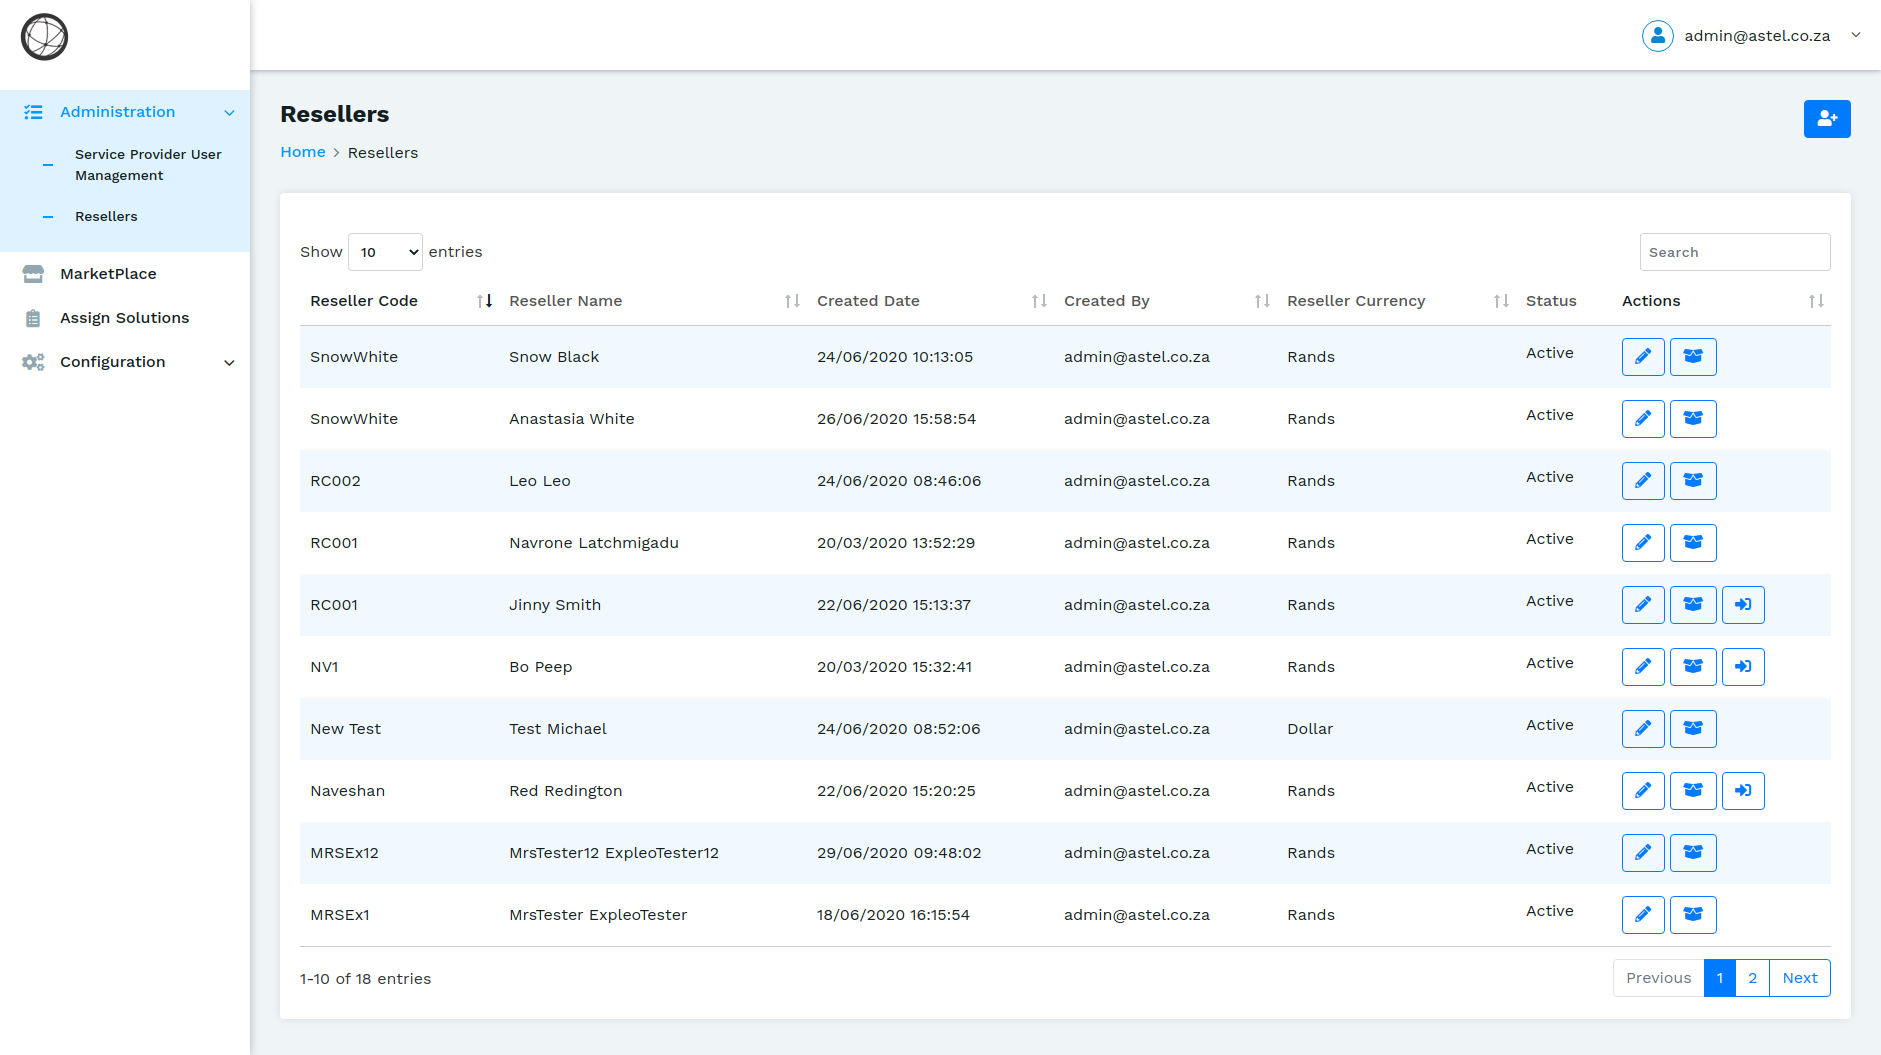 admin@astel.co.za
Administration
Service Provider User
Management
Resellers
MarketPlace
Assign Solutions
Configuration
Resellers
Home > Resellers
Show 10 entries
Search
Reseller Code Reseller Name Created Date Created By Reseller Currency Status Actions
SnowWhite Snow Black 24/06/2020 10:13:05 admin@astel.co.za Rands Active
SnowWhite Anastasia White 26/06/2020 15:58:54 admin@astel.co.za Rands Active
RC002 Leo Leo 24/06/2020 08:46:06 admin@astel.co.za Rands Active
RC001 Navrone Latchmigadu 20/03/2020 13:52:29 admin@astel.co.za Rands Active
RC001 Jinny Smith 22/06/2020 15:13:37 admin@astel.co.za Rands Active
NV1 Bo Peep 20/03/2020 15:32:41 admin@astel.co.za Rands Active
New Test Test Michael 24/06/2020 08:52:06 admin@astel.co.za Dollar Active
Naveshan Red Redington 22/06/2020 15:20:25 admin@astel.co.za Rands Active
MRSEx12 MrsTester12 ExpleoTester12 29/06/2020 09:48:02 admin@astel.co.za Rands Active
MRSEx1 MrsTester ExpleoTester 18/06/2020 16:15:54 admin@astel.co.za Rands Active
1-10 of 18 entries
Previous 1 2 Next